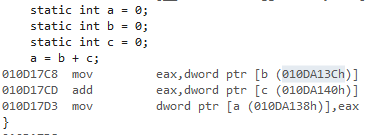 static int a = 0;
static int b = 0;
static int c = 0;
a = b + c;
010D17C8 mov eax,dword ptr [b (010DA13Ch)]
010D17CD add eax,dword ptr [c (0DA140h)]
010D17D3 mov dword ptr [a (010DA138h)],eax
}